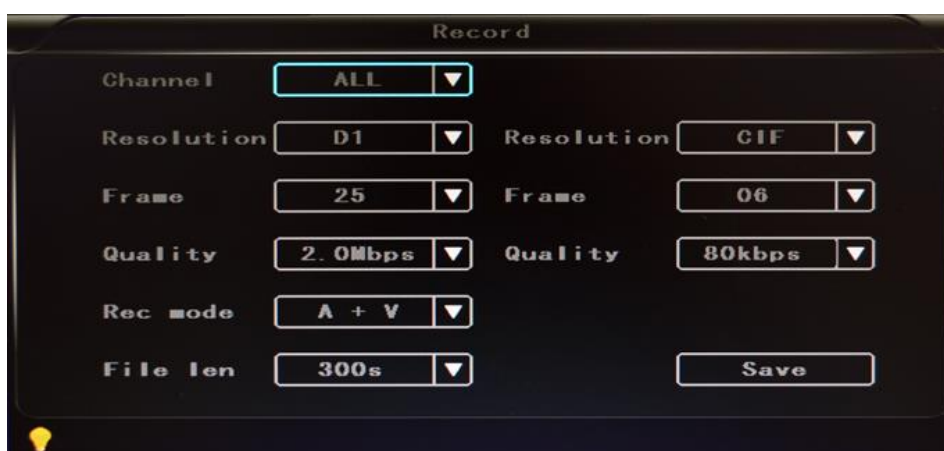 Record
Channel ALL
Resolution D1 Resolution CIF
Frame 25 Frame 06
Quality 2.0Mbps Quality 80kbps
Rec mode A + V
File len 300s Save